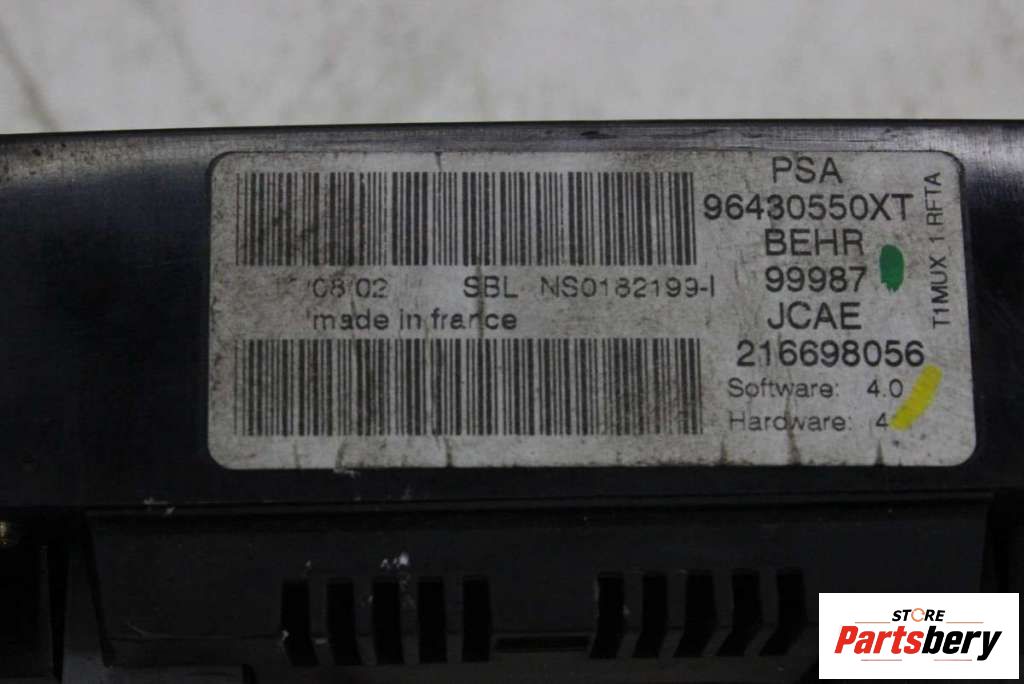 PSA
96430550XT
BEHR
99987
JCAE
216698056
Software: 4.0
Hardware: 4
T1MUX 1.RFTA
08/02 SBL NS0182199-I
made in france
STORE
Partsbery